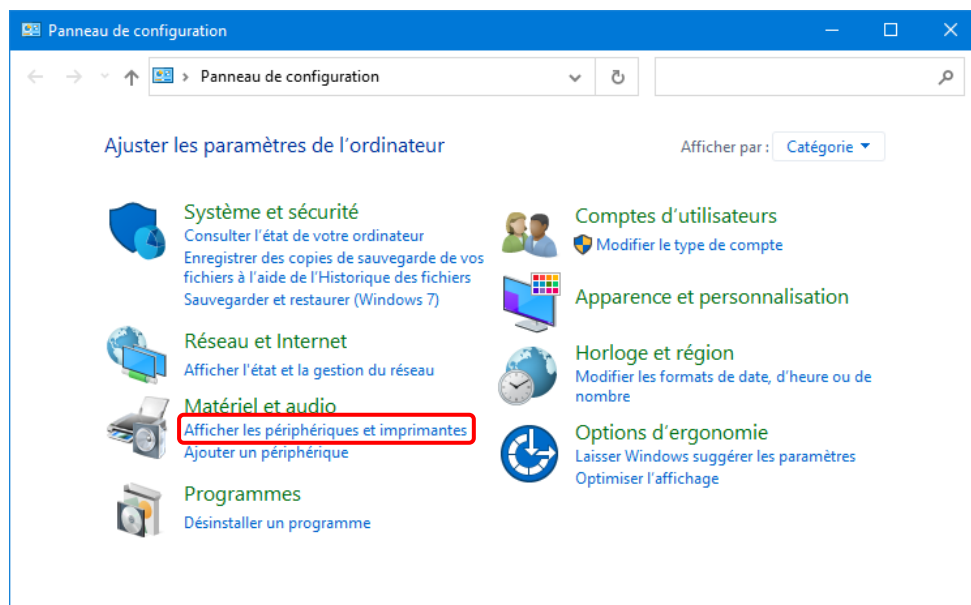 Panneau de configuration
Panneau de configuration
Ajuster les paramètres de l’ordinateur
Afficher par :
Catégorie
Système et sécurité
Consulter l’état de votre ordinateur
Enregistrer des copies de sauvegarde de vos
fichiers à l’aide de l’Historique des fichiers
Sauvegarder et restaurer (Windows 7)
Réseau et Internet
Afficher l'état et la gestion du réseau
Matériel et audio
Afficher les périphériques et imprimantes
Ajouter un périphérique
Programmes
Désinstaller un programme
Comptes d’utilisateurs
Modifier le type de compte
Apparence et personnalisation
Horloge et région
Modifier les formats de date, d’heure ou de
nombre
Options d’ergonomie
Laisser Windows suggérer les paramètres
Optimiser l’affichage